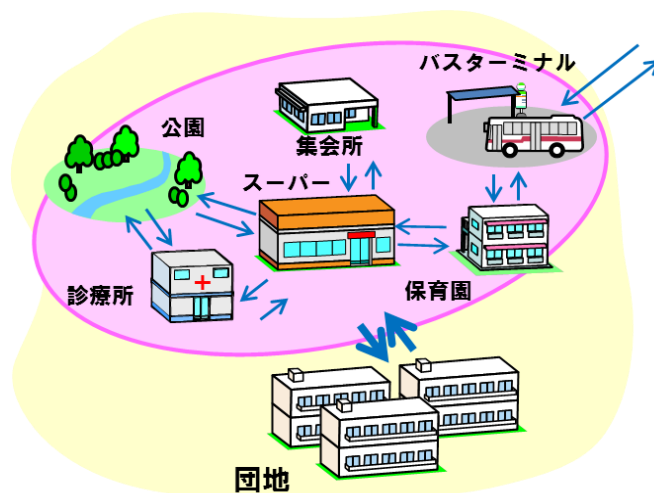 バスターミナル
公園
集会所
スーパー
診療所
保育園
団地